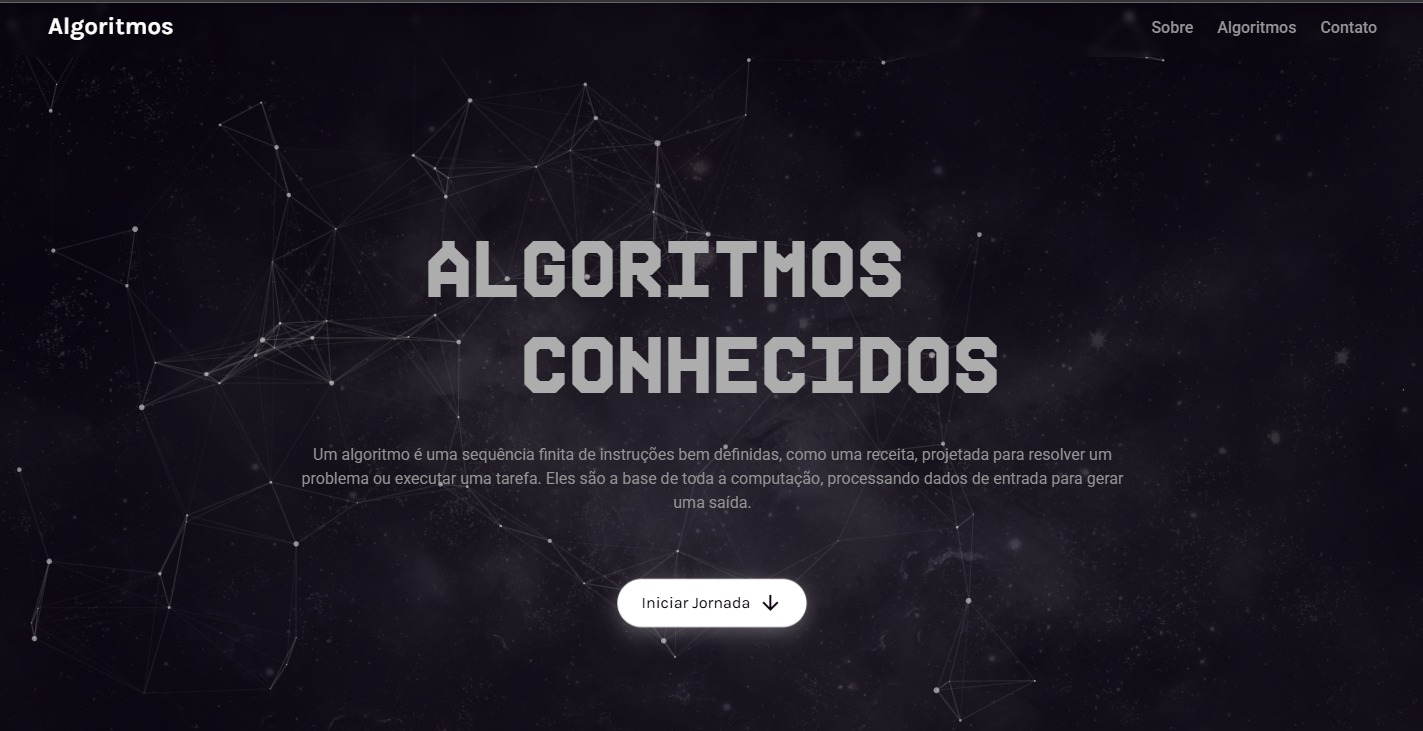 Algoritmos
Sobre Algoritmos Contato
ALGORITMOS
CONHECIDOS
Um algoritmo é uma sequência finita de instruções bem definidas, como uma receita, projetada para resolver um
problema ou executar uma tarefa. Eles são a base de toda a computação, processando dados de entrada para gerar
uma saída.
Iniciar Jornada